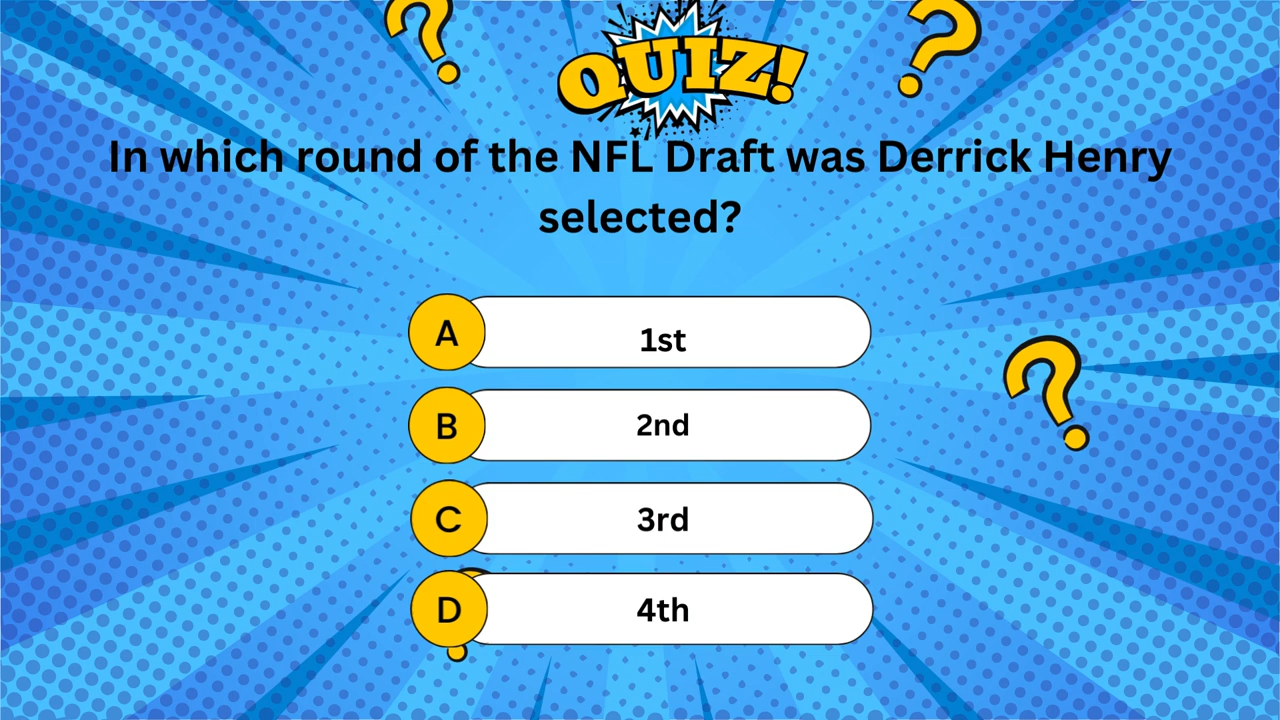 QUIZ!
In which round of the NFL Draft was Derrick Henry
selected?
A
1st
B
2nd
C
3rd
D
4th